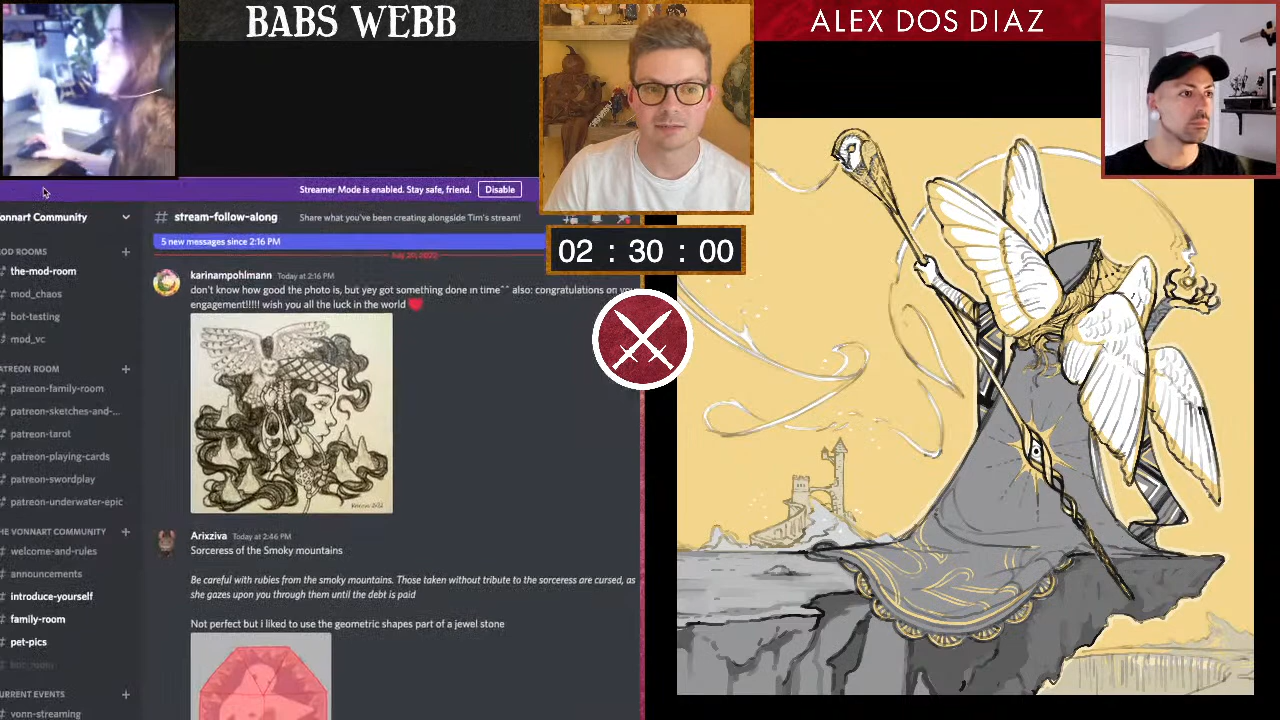 BABS WEBB
ALEX DOS DIAZ
Streamer Mode is enabled. Stay safe, friend. Disable
onnart Community
# stream-follow-along Share what you've been creating alongside Tim's stream!
02 : 30 : 00
5 new messages since 2:16 PM
July 20, 2022
OD ROOMS +
the-mod-room
# mod_chaos
# bot-testing
# mod_vc
ATREON ROOM +
# patreon-family-room
# patreon-sketches-and-...
# patreon-tarot
# patreon-playing-cards
# patreon-swordplay
# patreon-underwater-epic
THE VONNART COMMUNITY +
# welcome-and-rules
# announcements
# introduce-yourself
# family-room
# pet-pics
URRENT EVENTS +
# vonn-streaming
karinampohlmann Today at 2:16 PM
don't know how good the photo is, but yey got something done in time^^ also: congratulations on yo
engagement!!!!! wish you all the luck in the world
Arixziva Today at 2:46 PM
Sorceress of the Smoky mountains
Be careful with rubies from the smoky mountains. Those taken without tribute to the sorceress are cursed, as
she gazes upon you through them until the debt is paid
Not perfect but i liked to use the geometric shapes part of a jewel stone